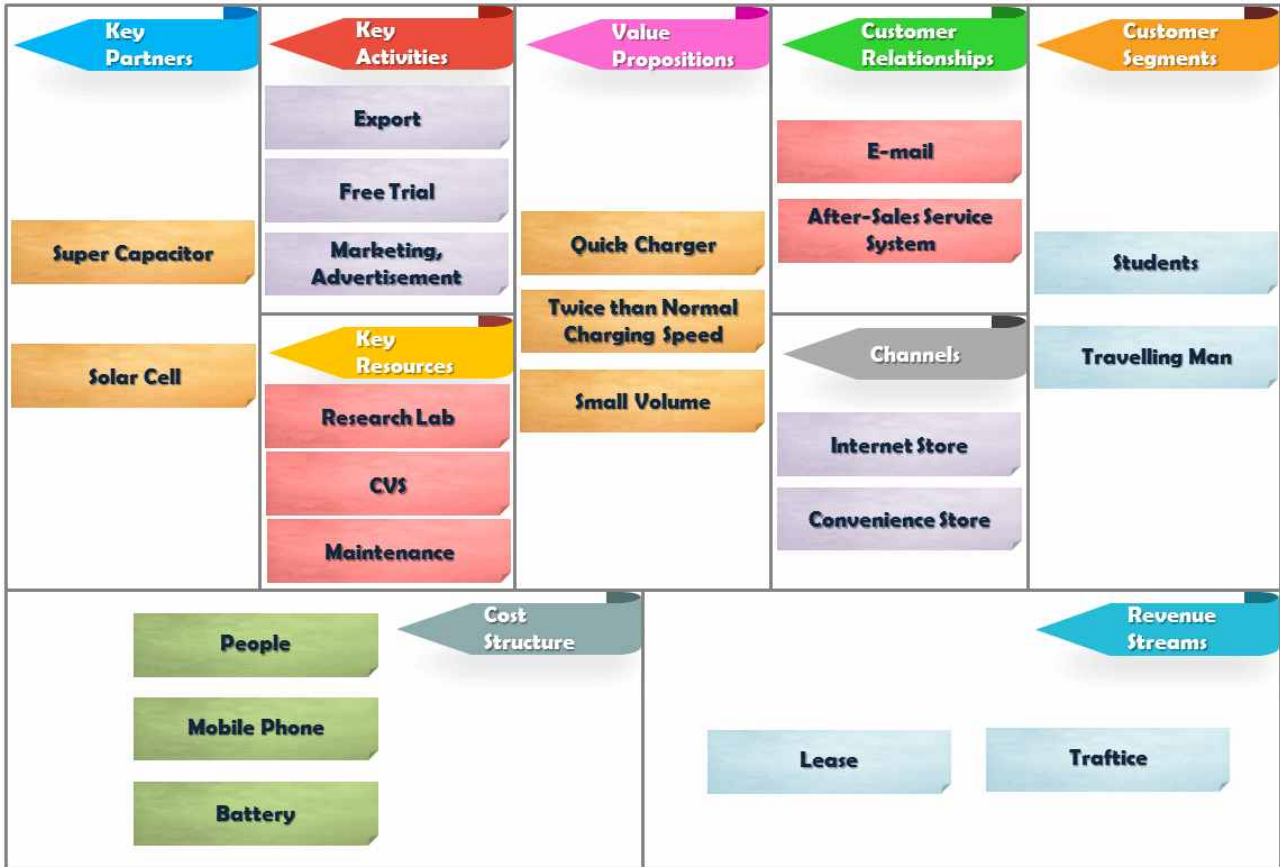 Key
Partners
Super Capacitor
Solar Cell
Key
Activities
Export
Free Trial
Marketing,
Advertisement
Key
Resources
Research Lab
CVS
Maintenance
Value
Propositions
Quick Charger
Twice than Normal
Charging Speed
Small Volume
Customer
Relationships
E-mail
After-Sales Service
System
Channels
Internet Store
Convenience Store
Customer
Segments
Students
Travelling Man
Cost
Structure
People
Mobile Phone
Battery
Revenue
Streams
Lease
Traftice